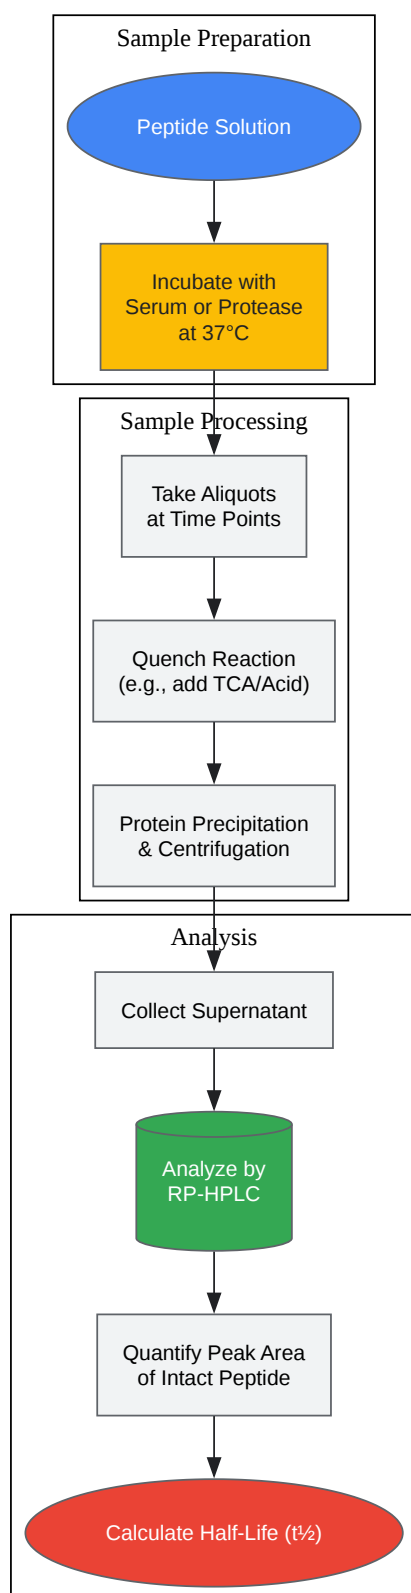 Sample Preparation
Peptide Solution
Incubate with
Serum or Protease
at 37°C
Sample Processing
Take Aliquots
at Time Points
Quench Reaction
(e.g., add TCA/Acid)
Protein Precipitation
& Centrifugation
Analysis
Collect Supernatant
Analyze by
RP-HPLC
Quantify Peak Area
of Intact Peptide
Calculate Half-Life (t½)